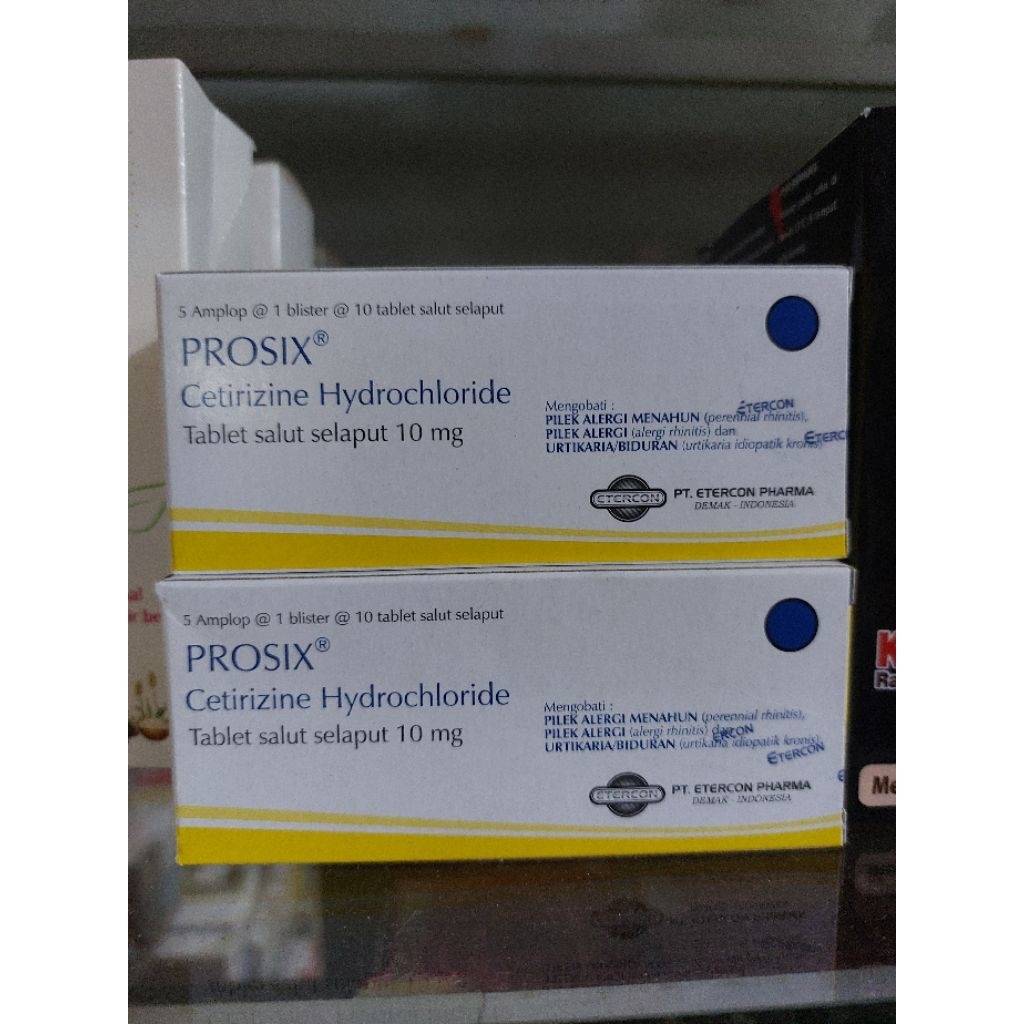 5 Amplop @ 1 blister @ 10 tablet salut selaput
PROSIX®
Cetirizine Hydrochloride
Tablet salut selaput 10 mg
Mengobati :
PILEK ALERGI MENAHUN (perennial rhinitis),
PILEK ALERGI (alergi rhinitis) dan
URTIKARIA/BIDURAN (urtikaria idiopatik kronis)
ETERCON
ETERC
ETERCON
PT. ETERCON PHARMA
DEMAK - INDONESIA
5 Amplop @ 1 blister @ 10 tablet salut selaput
PROSIX®
Cetirizine Hydrochloride
Tablet salut selaput 10 mg
Mengobati :
PILEK ALERGI MENAHUN (perennial rhinitis),
PILEK ALERGI (alergi rhinitis) dan
URTIKARIA/BIDURAN (urtikaria idiopatik kronis)
ERCON
ETERCON
ETERCON
PT. ETERCON PHARMA
DEMAK - INDONESIA
K
Ra
Me